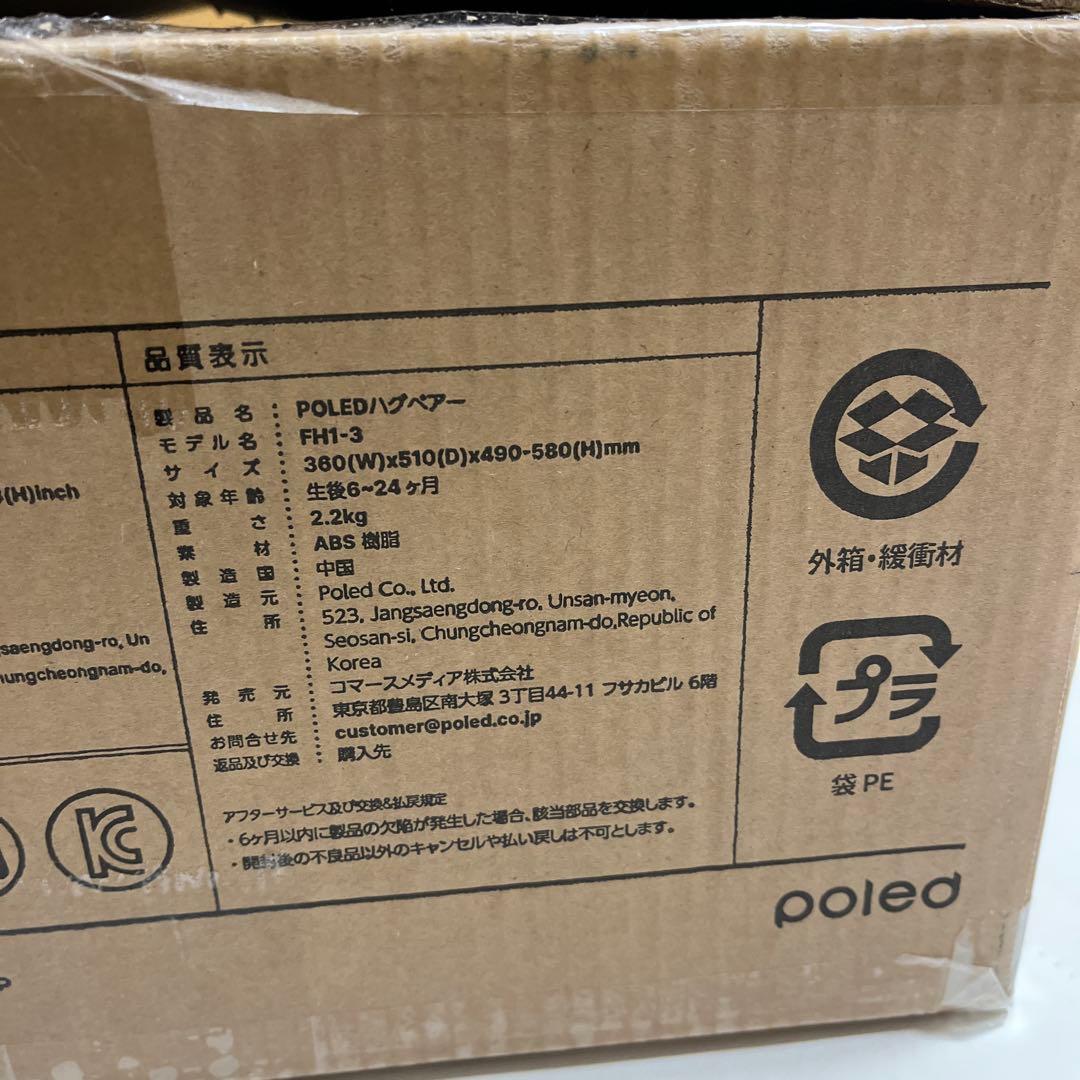 (H)inch
saengdong-ro, Un
hungcheongnam-do,
品質表示
製品名 : POLEDハグベアー
モデル名 : FH1-3
サイズ : 360(W)x510(D)x490-580(H)mm
対象年齢 : 生後6~24ヶ月
重さ : 2.2kg
素材 : ABS 樹脂
製造国 : 中国
製造元 : Poled Co., Ltd.
住所 : 523, Jangsaengdong-ro, Unsan-myeon,
Seosan-si, Chungcheongnam-do,Republic of
Korea
発売元 : コマースメディア株式会社
住所 : 東京都豊島区南大塚 3丁目44-11 フサカビル 6階
お問合せ先 : customer@poled.co.jp
返品及び交換 : 購入先
アフターサービス及び交換&払戻規定
・6ヶ月以内に製品の欠陥が発生した場合、該当部品を交換します。
・開封後の不良品以外のキャンセルや払い戻しは不可とします。
外箱・緩衝材
プラ
袋 PE
poled